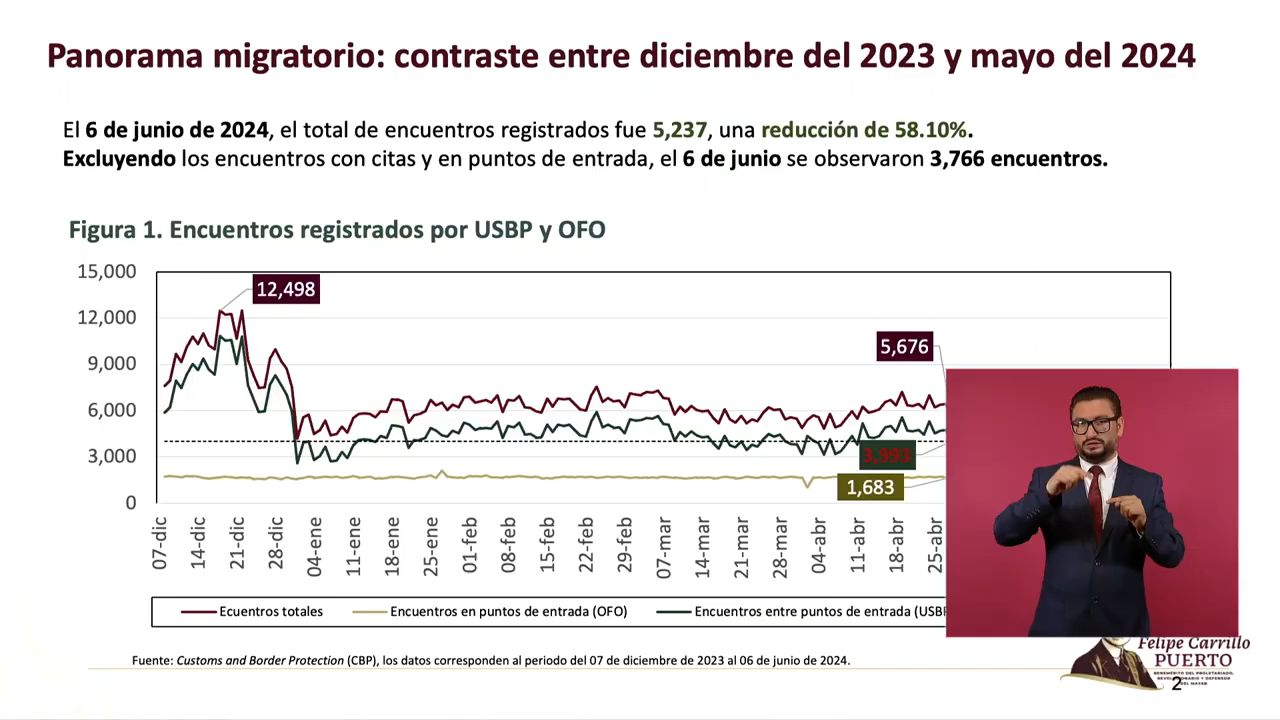 Panorama migratorio: contraste entre diciembre del 2023 y mayo del 2024
El 6 de junio de 2024, el total de encuentros registrados fue 5,237, una reducción de 58.10%.
Excluyendo los encuentros con citas y en puntos de entrada, el 6 de junio se observaron 3,766 encuentros.
Figura 1. Encuentros registrados por USBP y OFO
15,000
12,000
9,000
6,000
3,000
0
12,498
5,676
3,993
1,683
07-dic
14-dic
21-dic
28-dic
04-ene
11-ene
18-ene
25-ene
01-feb
08-feb
15-feb
22-feb
29-feb
07-mar
14-mar
21-mar
28-mar
04-abr
11-abr
18-abr
25-abr
Ecuentros totales
Encuentros en puntos de entrada (OFO)
Encuentros entre puntos de entrada (USBP
Fuente: Customs and Border Protection (CBP), los datos corresponden al periodo del 07 de diciembre de 2023 al 06 de junio de 2024.
Felipe Carrillo
PUERTO
BENEMÉRITO DEL PROLETARIADO,
REVOLUCIONARIO Y DEFENSOR
DEL MAYAB
2